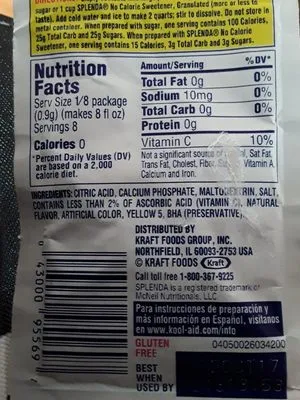 sugar or 1 cup SPLENDA® No Calorie Sweetener, Granulated (more or less to
taste). Add water and ice to make 2 quarts; stir to dissolve. Do not store in
metal container. When prepared with sugar, one serving contains 100 Calories,
25g Total Carb and 25g Sugars. When prepared with SPLENDA® No Calorie
Sweetener, one serving contains 15 Calories, 3g Total Carb and 3g Sugars.
Nutrition
Facts
Serv Size 1/8 package
(0.9g) (makes 8 fl oz)
Servings 8
Calories 0
*Percent Daily Values (DV)
are based on a 2,000
calorie diet.
Amount/Serving %DV*
Total Fat 0g 0%
Sodium 10mg 0%
Total Carb 0g 0%
Protein 0g
Vitamin C 10%
Not a significant source of Sat Fat,
Trans Fat, Cholest, Vitamin A,
Calcium and Iron.
INGREDIENTS: CITRIC ACID, CALCIUM PHOSPHATE, MALTODEXTRIN, SALT,
CONTAINS LESS THAN 2% OF ASCORBIC ACID (VITAMIN C), NATURAL
FLAVOR, ARTIFICIAL COLOR, YELLOW 5, BHA (PRESERVATIVE).
DISTRIBUTED BY
KRAFT FOODS GROUP, INC.
NORTHFIELD, IL 60093-2753 USA
© KRAFT FOODS Kraft
Call toll free 1-800-367-9225
SPLENDA is a registered trademark of
McNeil Nutritionals, LLC
Para instrucciones de preparación y
más información en Español, visítanos
en www.kool-aid.com/info
GLUTEN
FREE
04050026034200
BEST
WHEN
USED BY
0 43000 95569